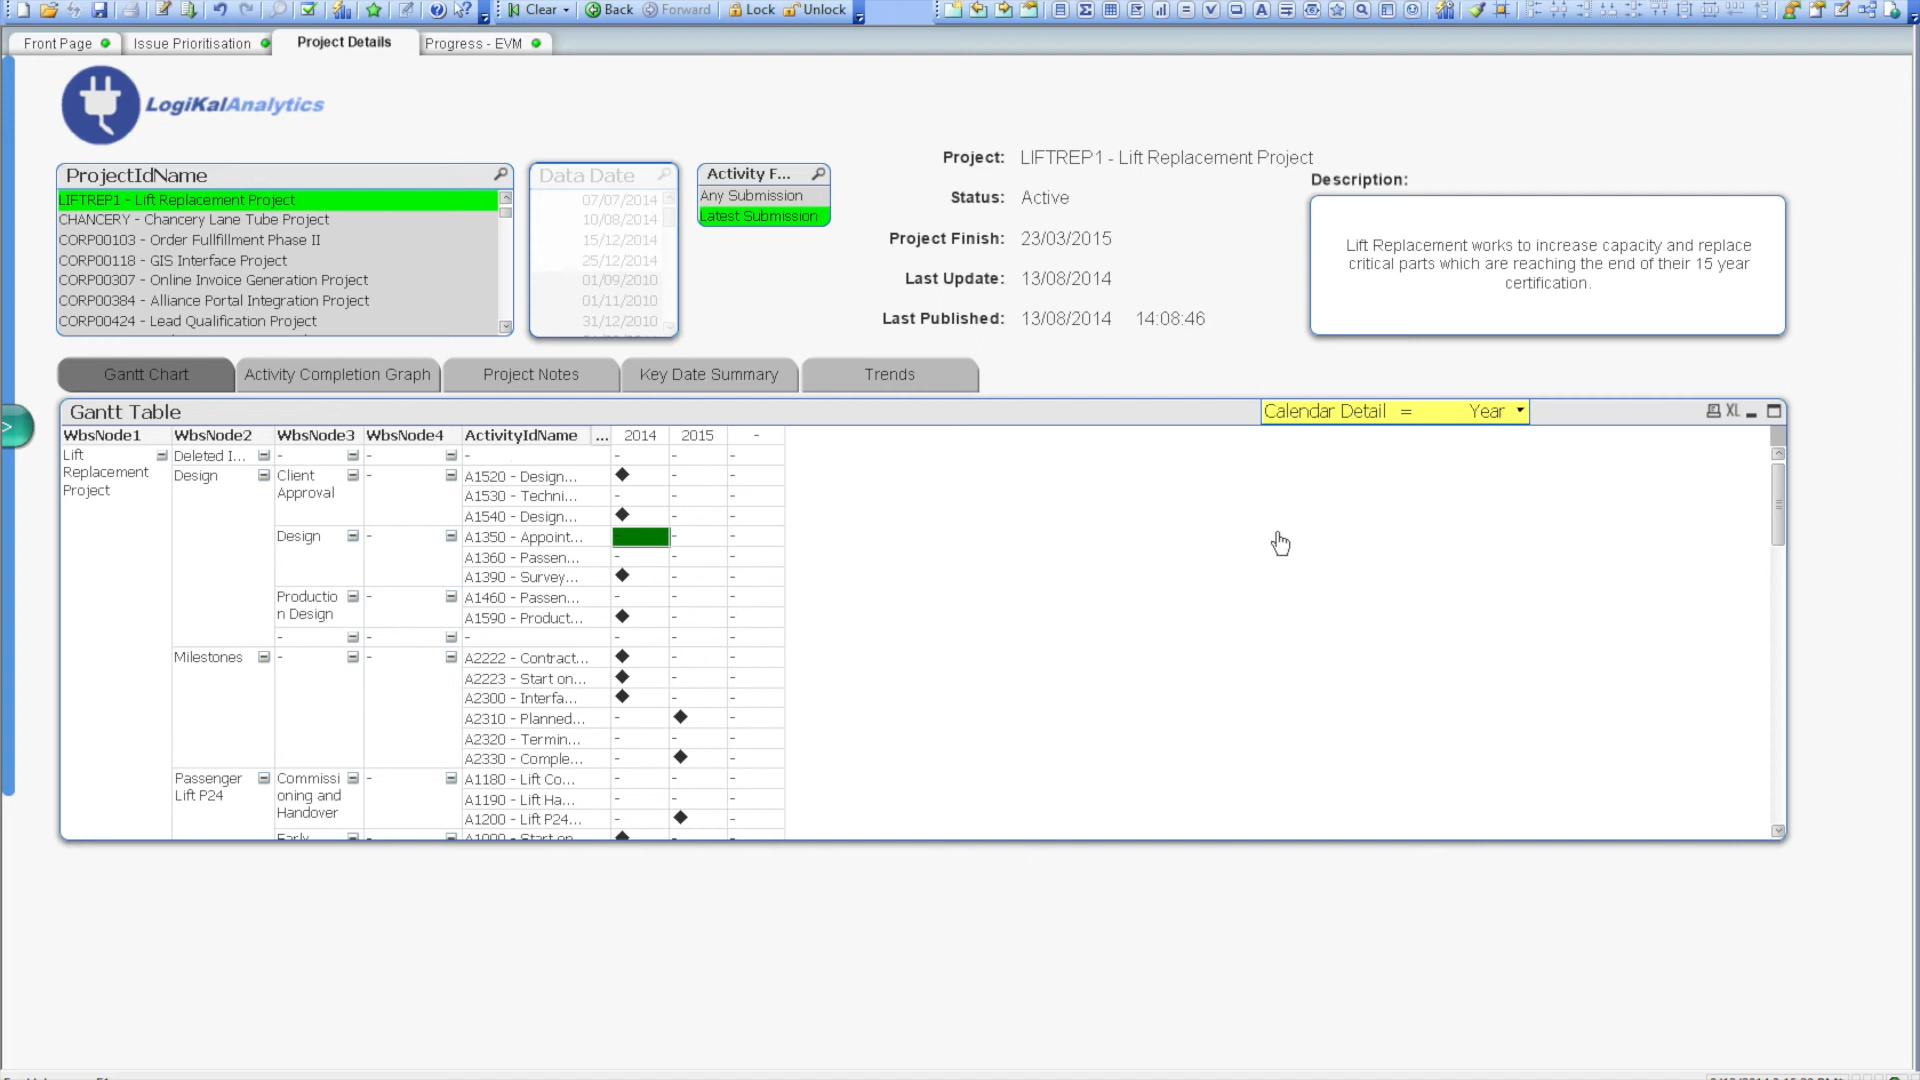 Clear
Back
Forward
Lock
Unlock
Front Page
Issue Prioritisation
Project Details
Progress - EVM
LogiKalAnalytics
ProjectIdName
LIFTREP1 - Lift Replacement Project
CHANCERY - Chancery Lane Tube Project
CORP00103 - Order Fullfillment Phase II
CORP00118 - GIS Interface Project
CORP00307 - Online Invoice Generation Project
CORP00384 - Alliance Portal Integration Project
CORP00424 - Lead Qualification Project
Data Date
07/07/2014
10/08/2014
15/12/2014
25/12/2014
01/09/2010
01/11/2010
31/12/2010
Activity F...
Any Submission
Latest Submission
Project: LIFTREP1 - Lift Replacement Project
Status: Active
Project Finish: 23/03/2015
Last Update: 13/08/2014
Last Published: 13/08/2014 14:08:46
Description:
Lift Replacement works to increase capacity and replace
critical parts which are reaching the end of their 15 year
certification.
Gantt Chart
Activity Completion Graph
Project Notes
Key Date Summary
Trends
>
Gantt Table
Calendar Detail = Year
XL
WbsNode1 WbsNode2 WbsNode3 WbsNode4 ActivityIdName ... 2014 2015 -
Lift
Replacement
Project
Deleted I... - - - - - -
Design Client
Approval
- A1520 - Design... ◆ - -
A1530 - Techni... - - -
A1540 - Design... ◆ - -
Design - A1350 - Appoint... - - -
A1360 - Passen... - - -
A1390 - Survey... ◆ - -
Productio
n Design
- A1460 - Passen... - - -
A1590 - Product... ◆ - -
- - - - - -
Milestones - - A2222 - Contract... ◆ - -
A2223 - Start on... ◆ - -
A2300 - Interfa... ◆ - -
A2310 - Planned... - ◆ -
A2320 - Termin... - - -
A2330 - Comple... - ◆ -
Passenger
Lift P24
Commissi
oning and
Handover
- A1180 - Lift Co... - - -
A1190 - Lift Ha... - - -
A1200 - Lift P24... - ◆ -
Early - A1000 - Start on ◆ - -